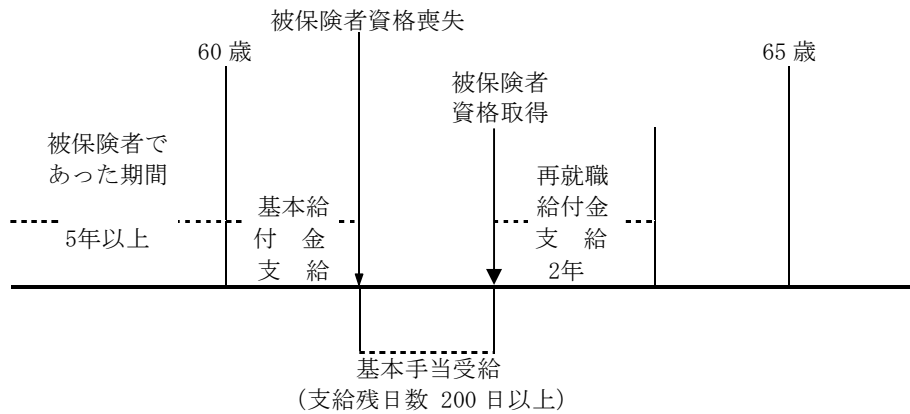 被保険者資格喪失
60 歳
65 歳
被保険者
資格取得
被保険者で
あった期間
5年以上
基本給
付 金
支 給
再就職
給付金
支 給
2年
基本手当受給
(支給残日数 200 日以上)